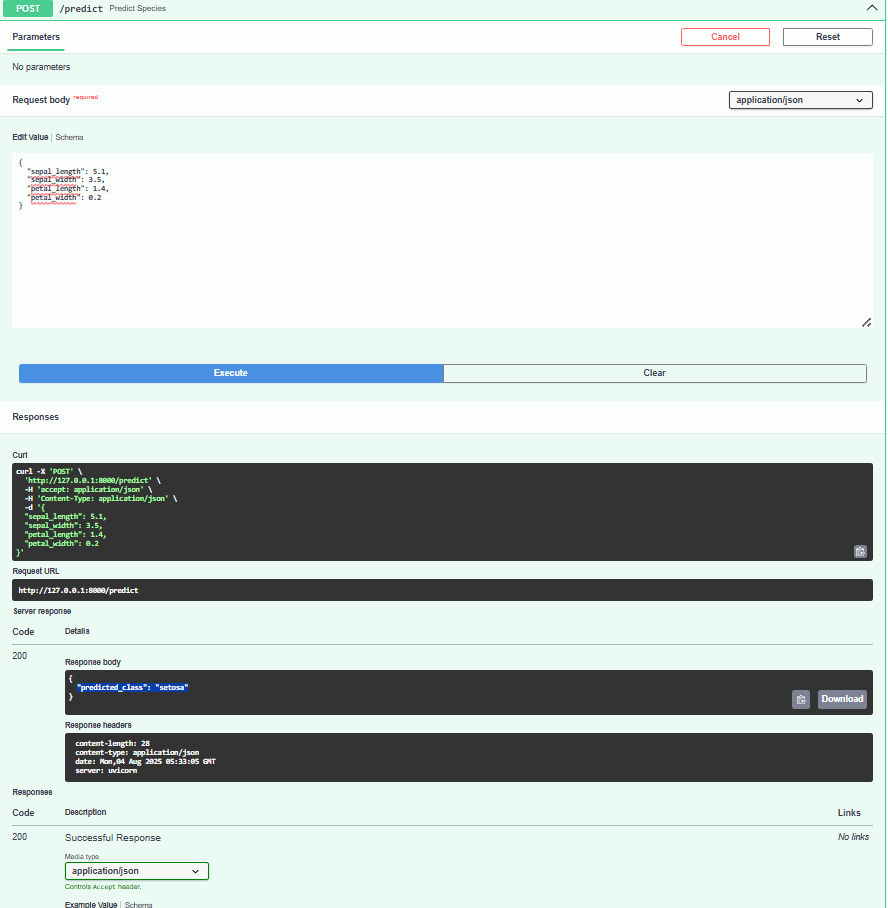 POST /predict Predict Species
Parameters
Cancel
Reset
No parameters
Request body required
application/json
Edit Value | Schema
{
"sepal_length": 5.1,
"sepal_width": 3.5,
"petal_length": 1.4,
"petal_width": 0.2
}
Execute
Clear
Responses
Curl
curl -X 'POST' \
'http://127.0.0.1:8000/predict' \
-H 'accept: application/json' \
-H 'Content-Type: application/json' \
-d '{
"sepal_length": 5.1,
"sepal_width": 3.5,
"petal_length": 1.4,
"petal_width": 0.2
}'
Request URL
http://127.0.0.1:8000/predict
Server response
Code Details
200
Response body
{
"predicted_class": "setosa"
}
Download
Response headers
content-length: 28
content-type: application/json
date: Mon,04 Aug 2025 05:33:05 GMT
server: uvicorn
Responses
Code Description Links
200 Successful Response No links
Media type
application/json
Controls Accept header.
Example Value | Schema